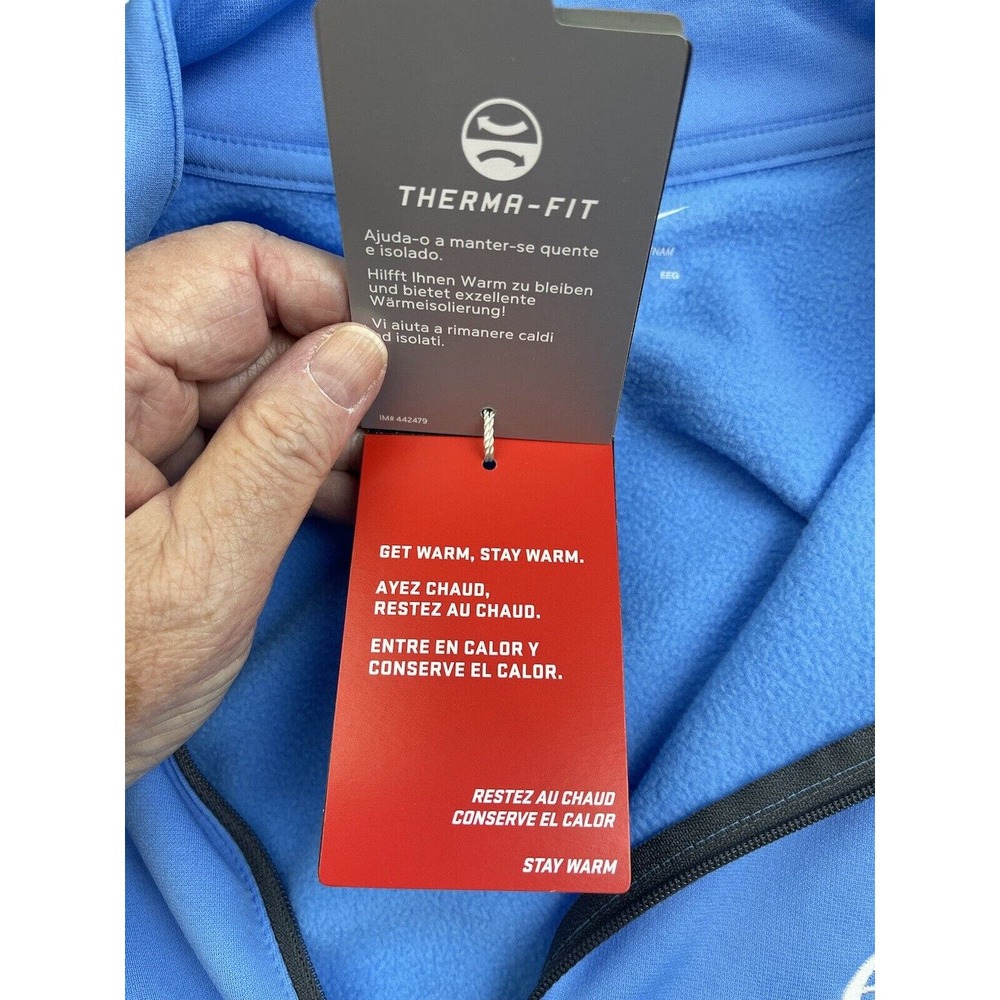 THERMA-FIT
Ajuda-o a manter-se quente
e isolado.
Hilfft Ihnen Warm zu bleiben
und bietet exzellente
Wärmeisolierung!
Vi aiuta a rimanere caldi
ed isolati.
IM# 442479
EEG
GET WARM, STAY WARM.
AYEZ CHAUD,
RESTEZ AU CHAUD.
ENTRE EN CALOR Y
CONSERVE EL CALOR.
RESTEZ AU CHAUD
CONSERVE EL CALOR
STAY WARM